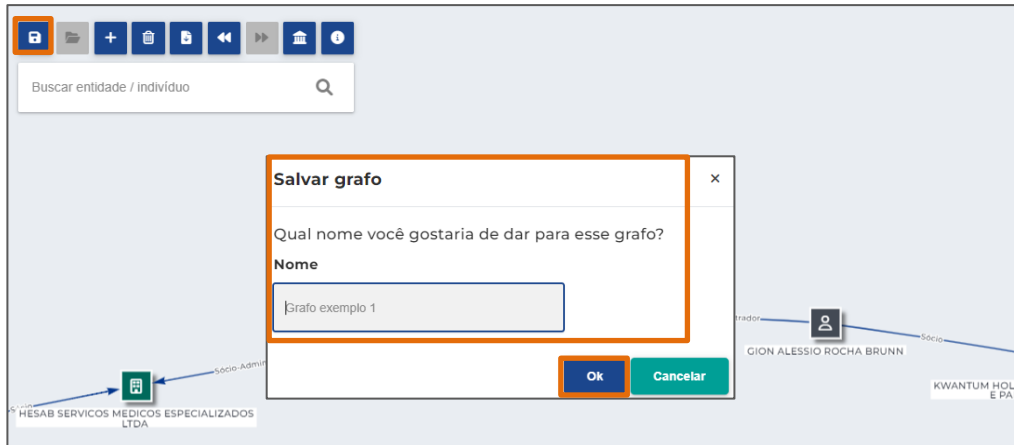 Buscar entidade / indivíduo
Salvar grafo
×
Qual nome você gostaria de dar para esse grafo?
Nome
Grafo exemplo 1
Ok
Cancelar
trador
Sócio
GION ALESSIO ROCHA BRUNN
Sócio-Admin
KWANTUM HOL
E PA
HESAB SERVICOS MEDICOS ESPECIALIZADOS
LTDA